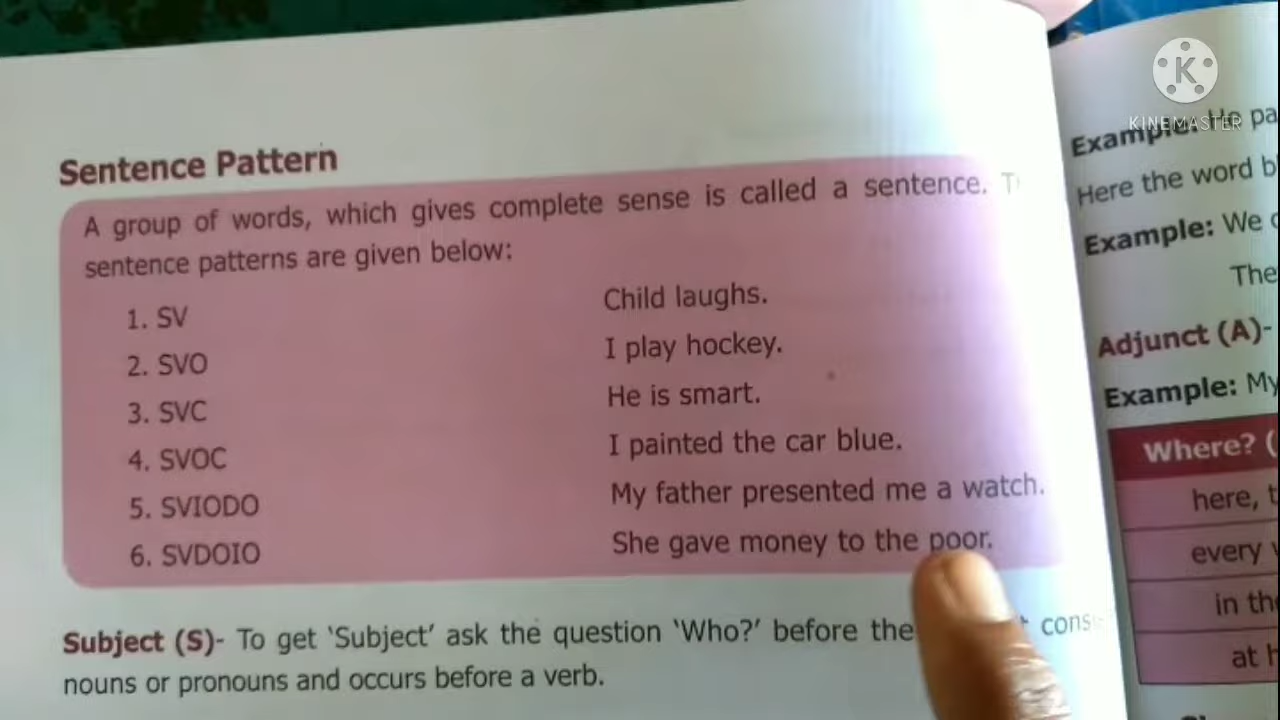 Sentence Pattern
A group of words, which gives complete sense is called a sentence.
sentence patterns are given below:
1. SV Child laughs.
2. SVO I play hockey.
3. SVC He is smart.
4. SVOC I painted the car blue.
5. SVIODO My father presented me a watch.
6. SVDOIO She gave money to the poor.
Subject (S)- To get ‘Subject’ ask the question ‘Who?’ before the
nouns or pronouns and occurs before a verb.
KINEMASTER
Example: He
Here the word
Example: We
The
Adjunct (A)-
Example: My
Where? (
here,
every
in the
at